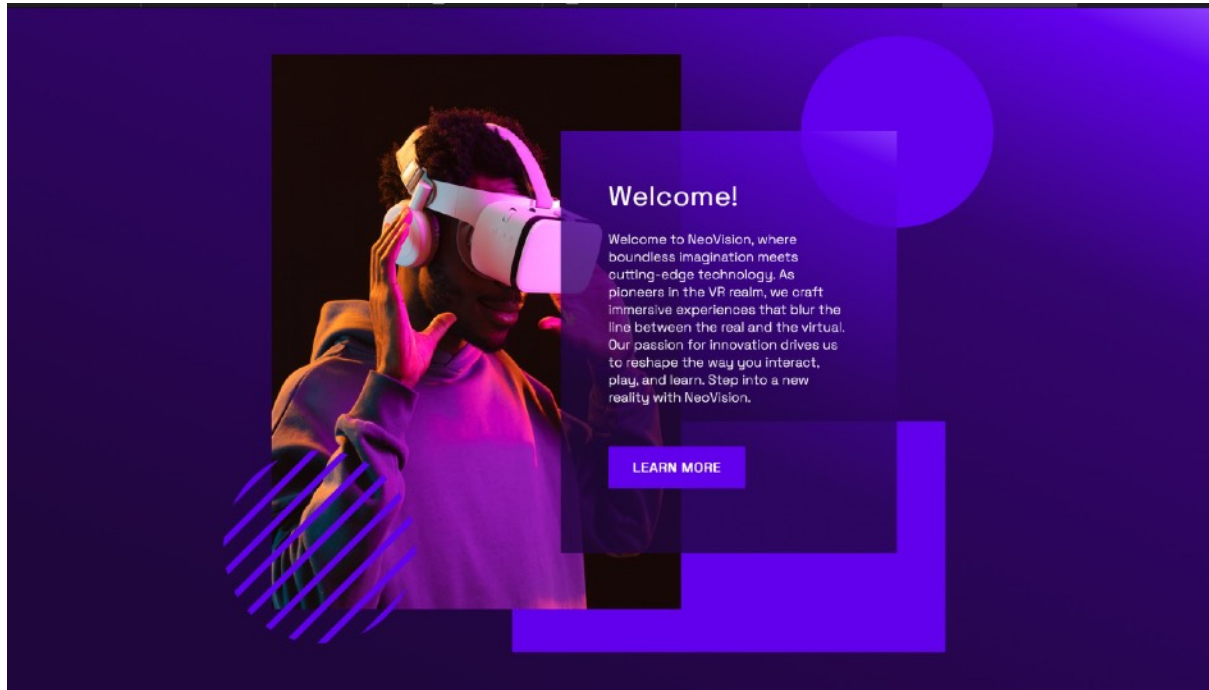 Welcome!
Welcome to NeoVision, where
boundless imagination meets
cutting-edge technology. As
pioneers in the VR realm, we craft
immersive experiences that blur the
line between the real and the virtual.
Our passion for innovation drives us
to reshape the way you interact,
play, and learn. Step into a new
reality with NeoVision.
LEARN MORE